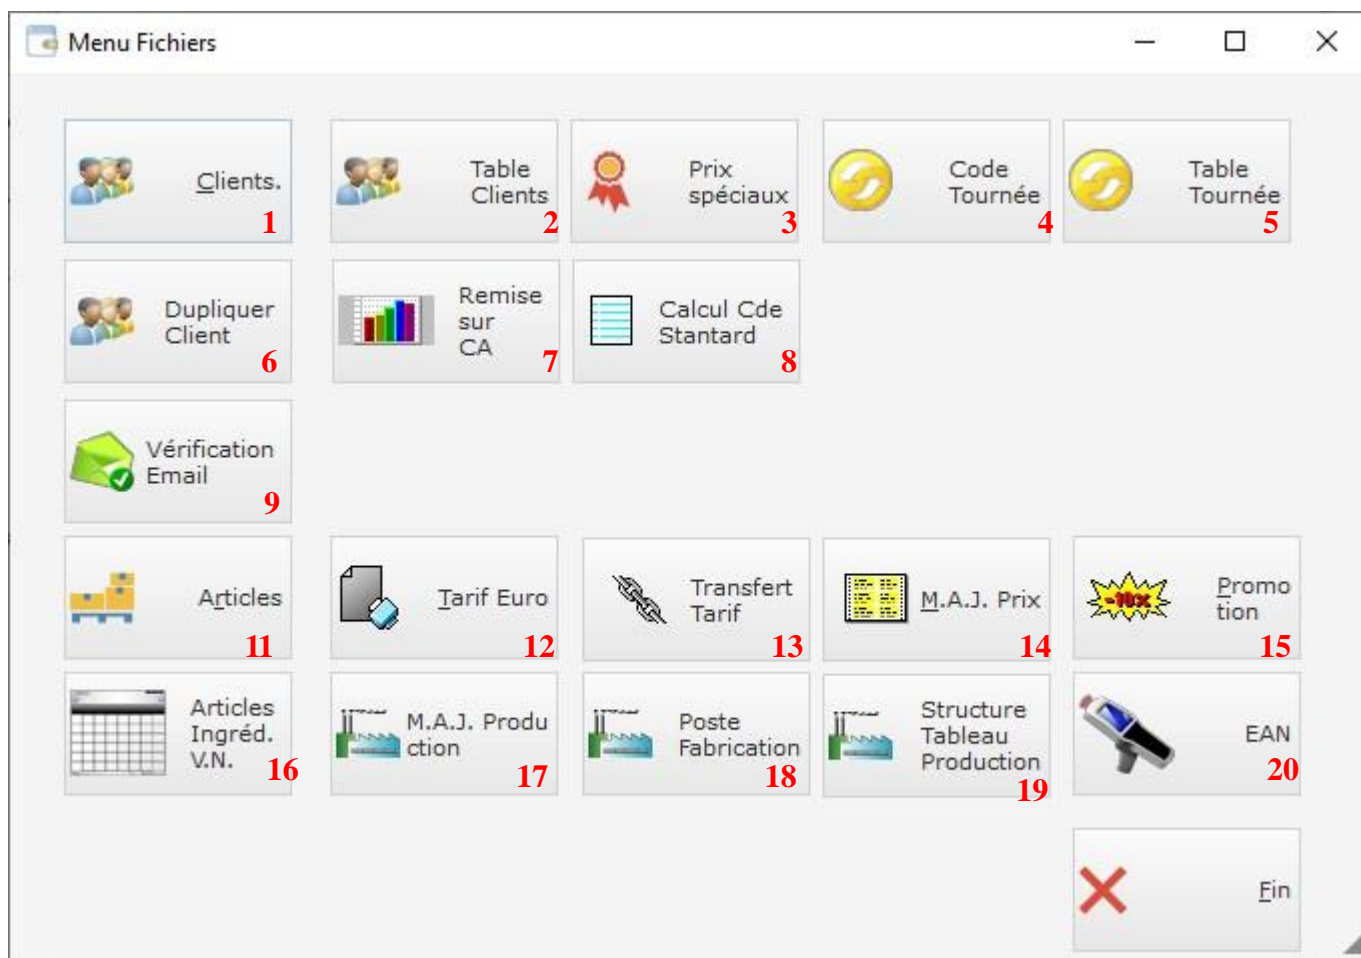 Menu Fichiers
Clients.
1
Table
Clients
2
Prix
spéciaux
3
Code
Tournée
4
Table
Tournée
5
Dupliquer
Client
6
Remise
sur
CA
7
Calcul Cde
Stantard
8
Vérification
Email
9
Articles
11
Tarif Euro
12
Transfert
Tarif
13
M.A.J. Prix
14
-10%
Promo
tion
15
Articles
Ingréd.
V.N.
16
M.A.J. Produ
ction
17
Poste
Fabrication
18
Structure
Tableau
Production
19
EAN
20
Fin